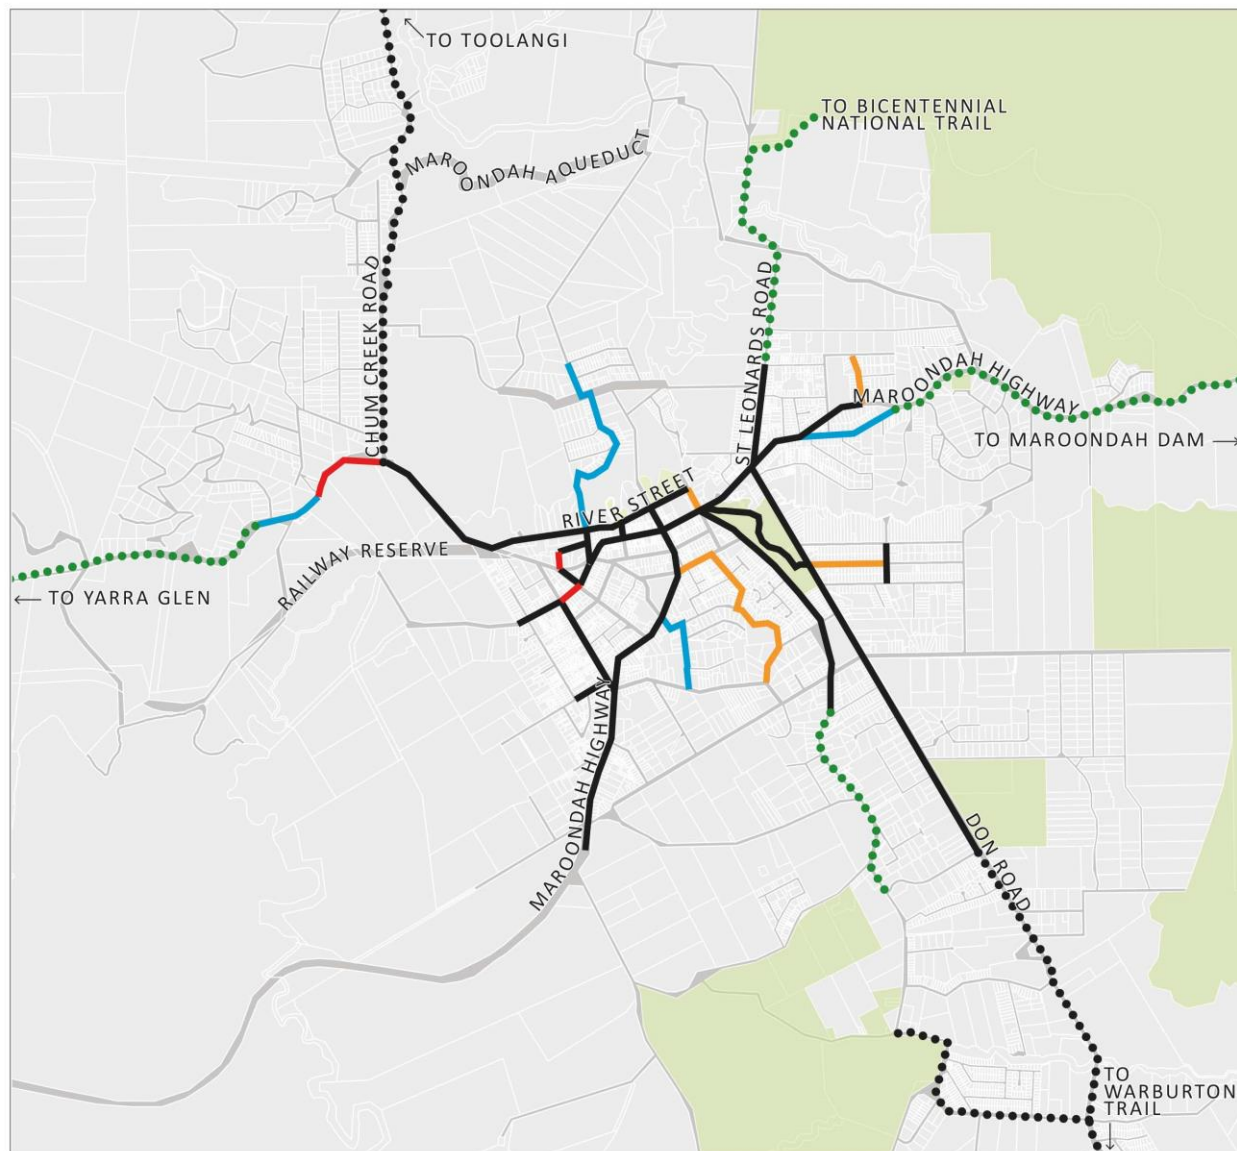 TO TOOLANGI
TO BICENTENNIAL
NATIONAL TRAIL
MAROONDAH AQUEDUCT
CHUM CREEK ROAD
ST LEONARDS ROAD
MAROONDAH HIGHWAY
TO MAROONDAH DAM →
RIVER STREET
RAILWAY RESERVE
← TO YARRA GLEN
MAROONDAH HIGHWAY
DON ROAD
TO
WARBURTON
TRAIL